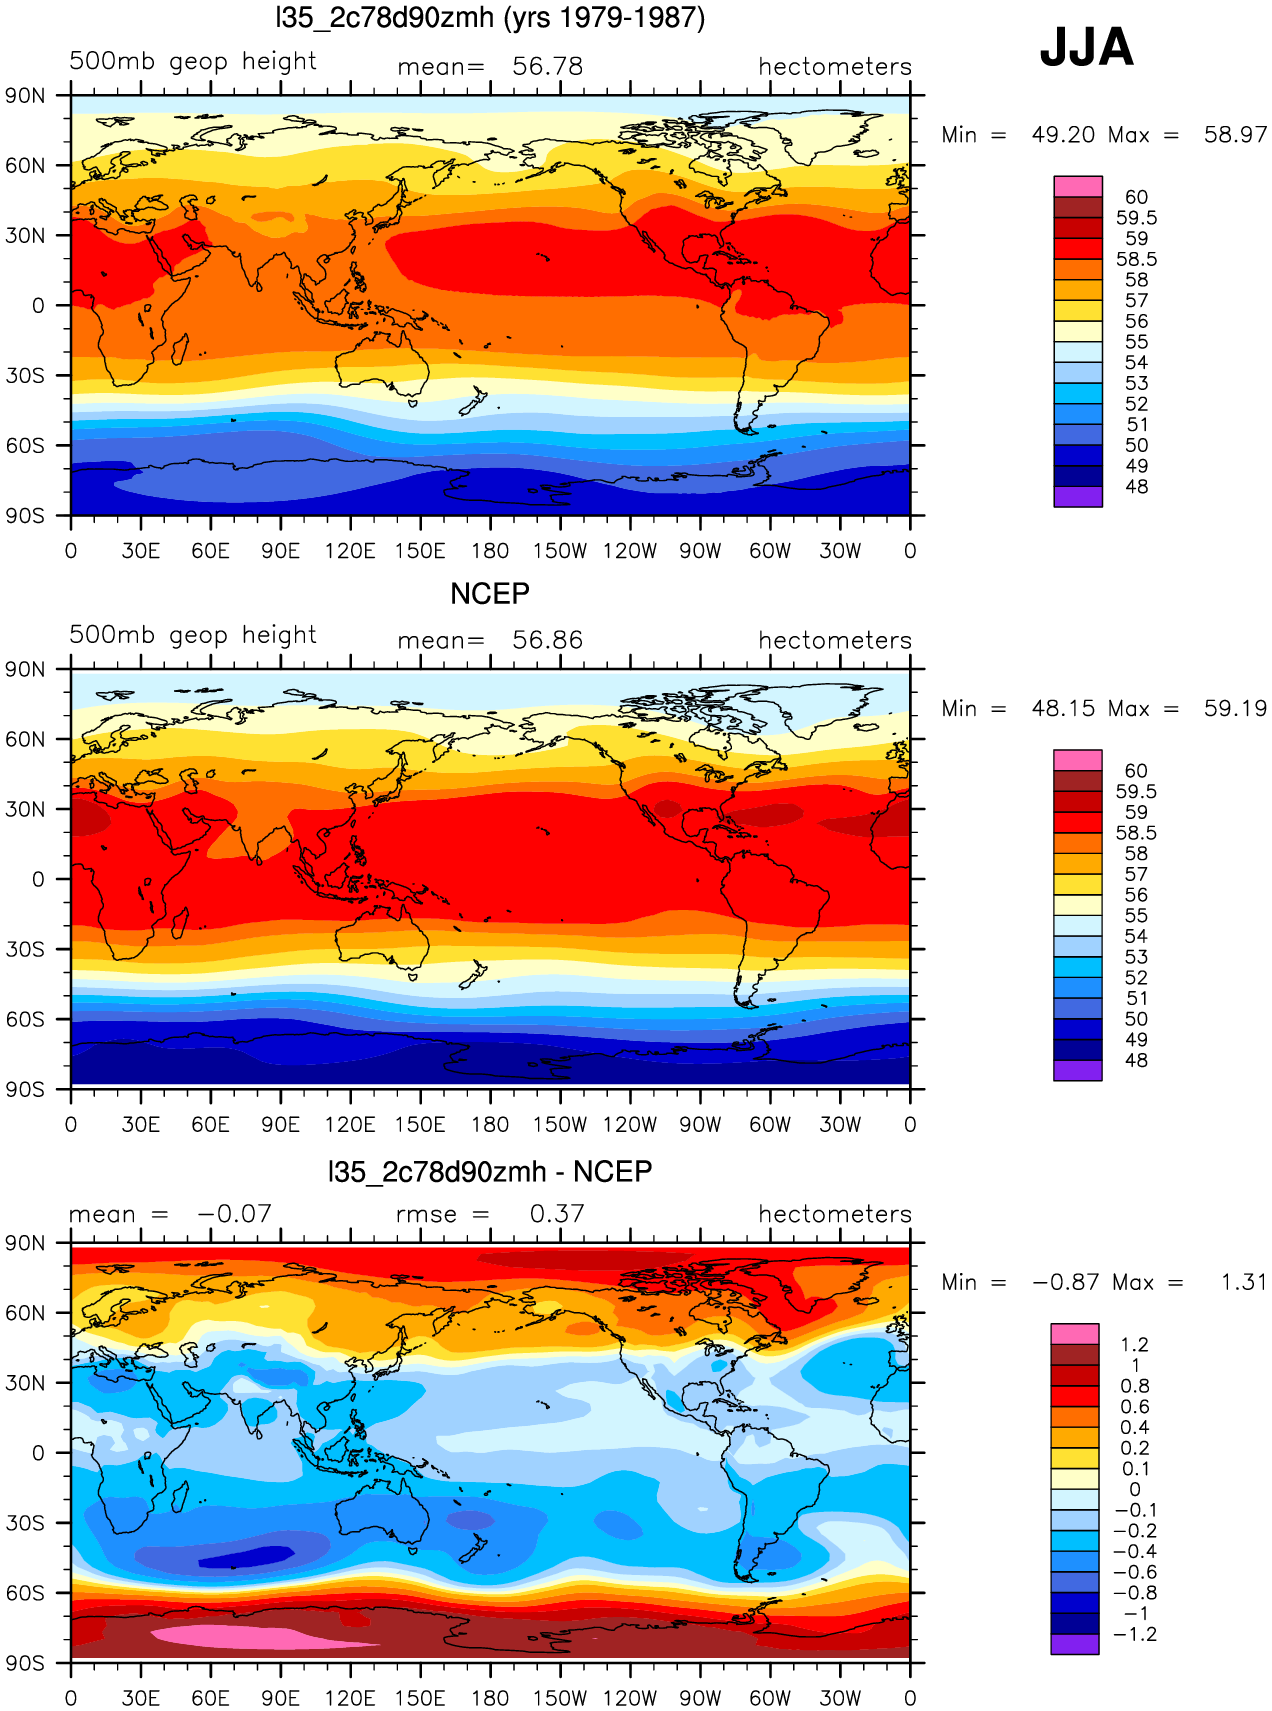 l35_2c78d90zmh (yrs 1979-1987)
JJA
500mb geop height mean= 56.78 hectometers
Min = 49.20 Max = 58.97
90N
60N
30N
0
30S
60S
90S
0 30E 60E 90E 120E 150E 180 150W 120W 90W 60W 30W 0
60
59.5
59
58.5
58
57
56
55
54
53
52
51
50
49
48
NCEP
500mb geop height mean= 56.86 hectometers
Min = 48.15 Max = 59.19
90N
60N
30N
0
30S
60S
90S
0 30E 60E 90E 120E 150E 180 150W 120W 90W 60W 30W 0
60
59.5
59
58.5
58
57
56
55
54
53
52
51
50
49
48
l35_2c78d90zmh - NCEP
mean = -0.07 rmse = 0.37 hectometers
Min = -0.87 Max = 1.31
90N
60N
30N
0
30S
60S
90S
0 30E 60E 90E 120E 150E 180 150W 120W 90W 60W 30W 0
1.2
1
0.8
0.6
0.4
0.2
0.1
0
-0.1
-0.2
-0.4
-0.6
-0.8
-1
-1.2